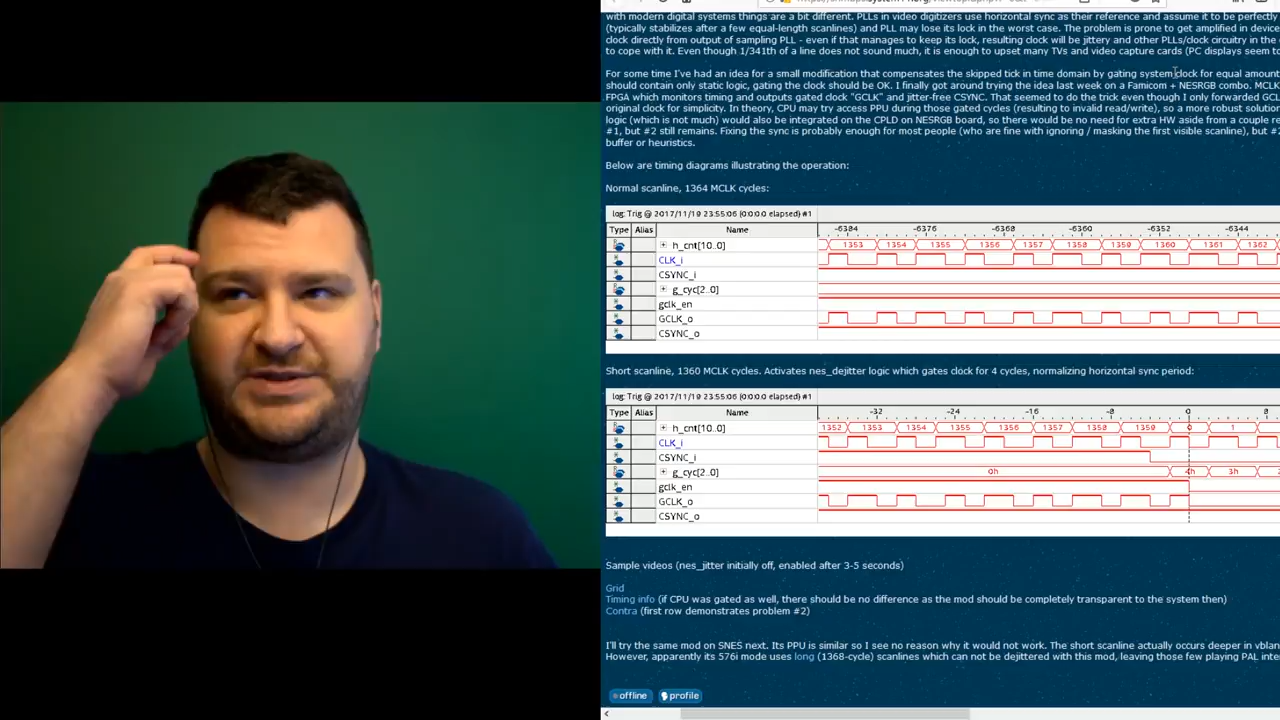 with modern digital systems things are a bit different. PLLs in video digitizers use horizontal sync as their reference and assume it to be perfectly
(typically stabilizes after a few equal-length scanlines) and PLL may lose its lock in the worst case. The problem is prone to get amplified in device
clock directly from output of sampling PLL - even if that manages to keep its lock, resulting clock will be jittery and other PLLs/clock circuitry in the
to cope with it. Even though 1/341th of a line does not sound much, it is enough to upset many TVs and video capture cards (PC displays seem to
For some time I've had an idea for a small modification that compensates the skipped tick in time domain by gating system clock for equal amount
should contain only static logic, gating the clock should be OK. I finally got around trying the idea last week on a Famicom + NESRGB combo. MCLK
FPGA which monitors timing and outputs gated clock "GCLK" and jitter-free CSYNC. That seemed to do the trick even though I only forwarded GCL
original clock for simplicity. In theory, CPU may try access PPU during those gated cycles (resulting to invalid read/write), so a more robust solution
logic (which is not much) would also be integrated on the CPLD on NESRGB board, so there would be no need for extra HW aside from a couple re
#1, but #2 still remains. Fixing the sync is probably enough for most people (who are fine with ignoring / masking the first visible scanline), but #2
buffer or heuristics.
Below are timing diagrams illustrating the operation:
Normal scanline, 1364 MCLK cycles:
log: Trig @ 2017/11/19 23:55:06 (0:0:0.0 elapsed) #1
Type Alias Name -6384 -6376 -6368 -6360 -6352 -6344
h_cnt[10..0] 1353 1354 1355 1356 1357 1358 1359 1360 1361 1362
CLK_i
CSYNC_i
g_cyc[2..0]
gclk_en
GCLK_o
CSYNC_o
Short scanline, 1360 MCLK cycles. Activates nes_dejitter logic which gates clock for 4 cycles, normalizing horizontal sync period:
log: Trig @ 2017/11/19 23:55:06 (0:0:0.0 elapsed) #1
Type Alias Name -32 -24 -16 -8 0 8
h_cnt[10..0] 1352 1353 1354 1355 1356 1357 1358 1359 0 1
CLK_i
CSYNC_i
g_cyc[2..0] 0h 4h 3h
gclk_en
GCLK_o
CSYNC_o
Sample videos (nes_jitter initially off, enabled after 3-5 seconds)
Grid
Timing info (if CPU was gated as well, there should be no difference as the mod should be completely transparent to the system then)
Contra (first row demonstrates problem #2)
I'll try the same mod on SNES next. Its PPU is similar so I see no reason why it would not work. The short scanline actually occurs deeper in vblan
However, apparently its 576i mode uses long (1368-cycle) scanlines which can not be dejittered with this mod, leaving those few playing PAL inte
offline profile